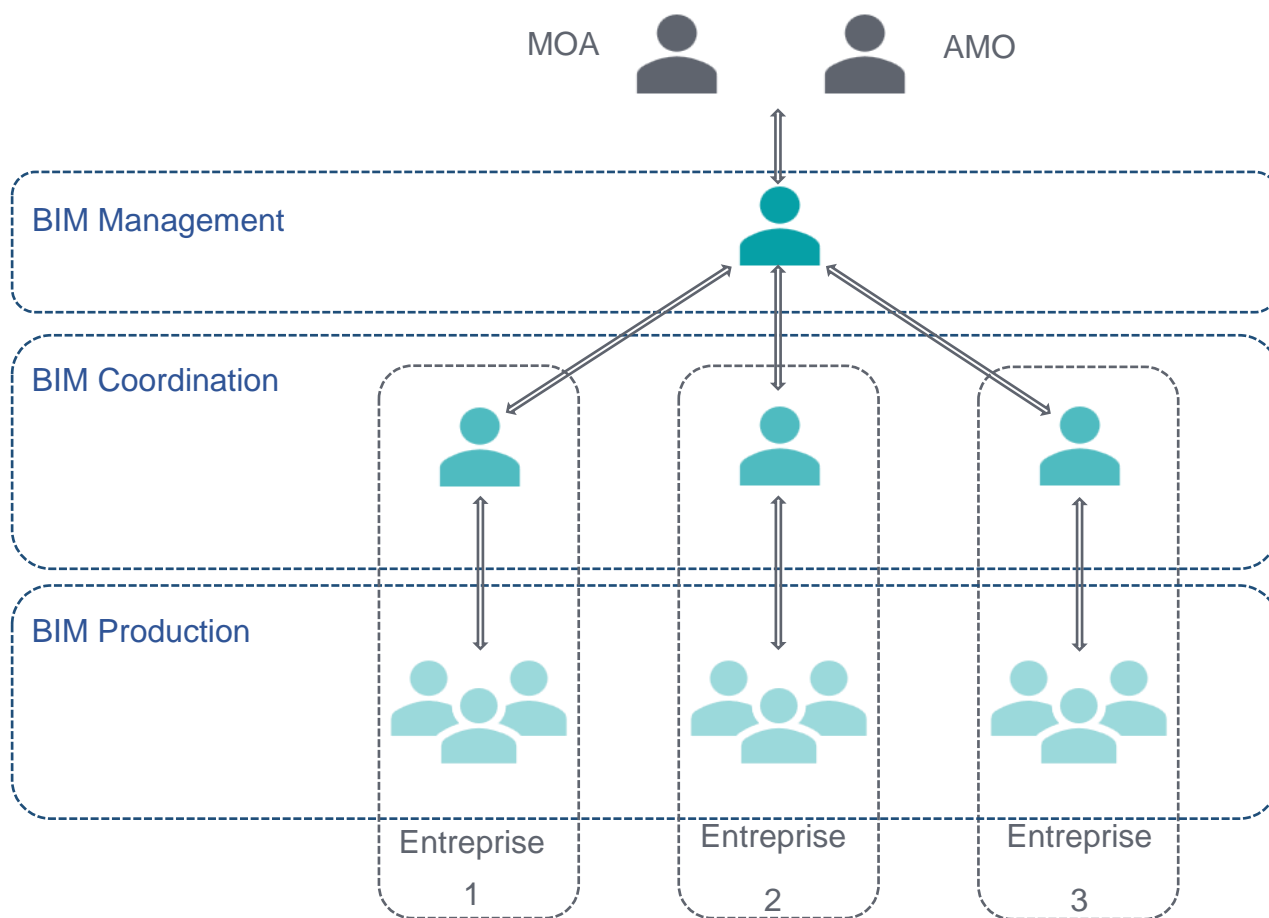 MOA
AMO
BIM Management
BIM Coordination
BIM Production
Entreprise
1
Entreprise
2
Entreprise
3